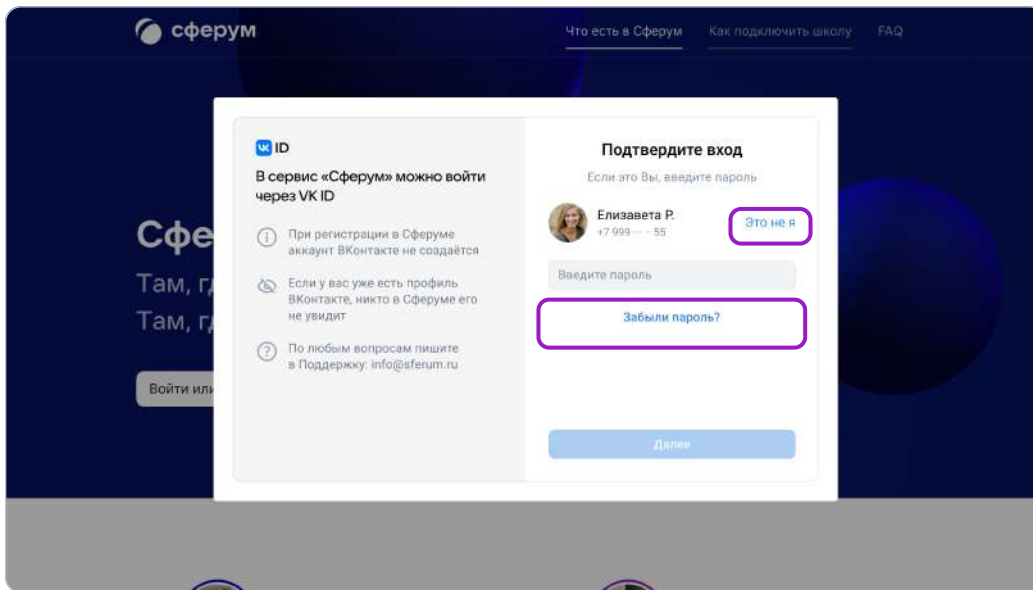 сферум
Что есть в Сферум
Как подключить школу
FAQ
VK ID
В сервис «Сферум» можно войти
через VK ID
При регистрации в Сферуме
аккаунт ВКонтакте не создаётся
Если у вас уже есть профиль
ВКонтакте, никто в Сферуме его
не увидит
По любым вопросам пишите
в Поддержку: info@sferum.ru
Подтвердите вход
Если это Вы, введите пароль
Елизавета Р.
+7 999 ·· ·· 55
Это не я
Введите пароль
Забыли пароль?
Далее
Сфе
Там, г
Там, г
Войти или